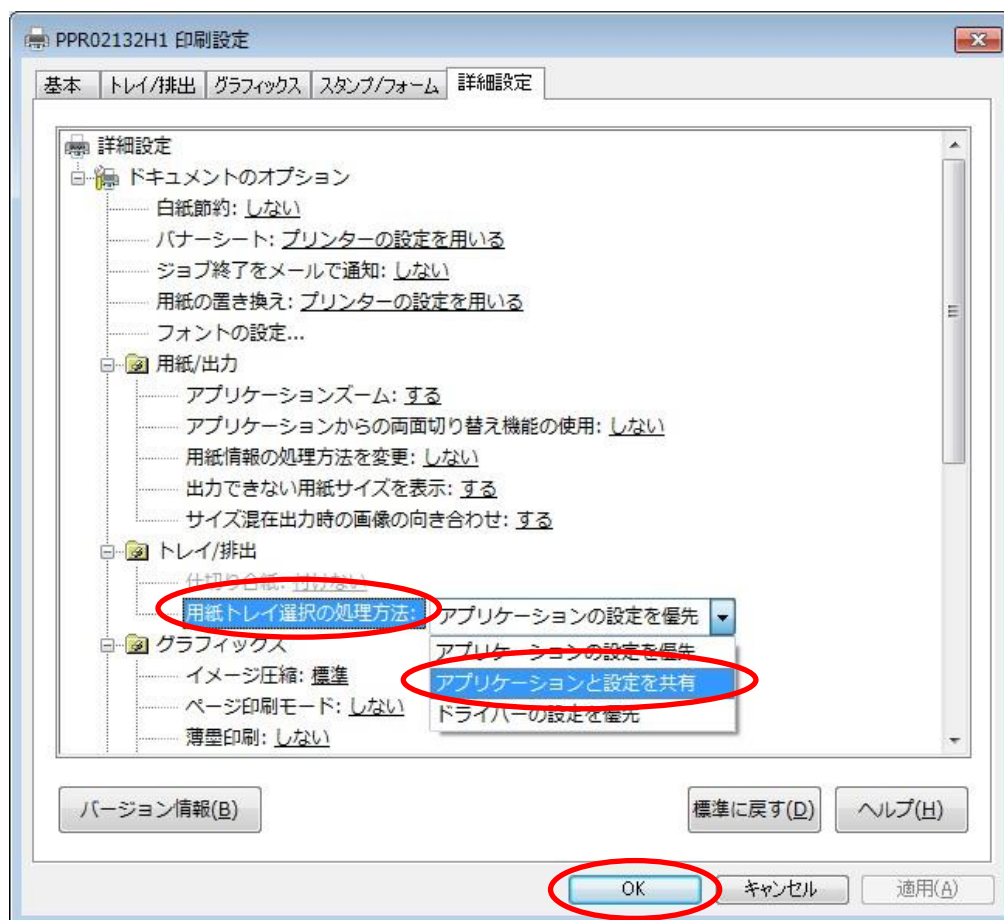 PPR02132H1 印刷設定
基本 トレイ/排出 グラフィックス スタンプ/フォーム 詳細設定
詳細設定
ドキュメントのオプション
白紙節約: しない
バナーシート: プリンターの設定を用いる
ジョブ終了をメールで通知: しない
用紙の置き換え: プリンターの設定を用いる
フォントの設定...
用紙/出力
アプリケーションズーム: する
アプリケーションからの両面切り替え機能の使用: しない
用紙情報の処理方法を変更: しない
出力できない用紙サイズを表示: する
サイズ混在出力時の画像の向き合わせ: する
トレイ/排出
仕切り合紙: 付けない
用紙トレイ選択の処理方法: アプリケーションの設定を優先
グラフィックス アプリケーションの設定を優先
イメージ圧縮: 標準 アプリケーションと設定を共有
ページ印刷モード: しない ドライバーの設定を優先
薄墨印刷: しない
バージョン情報(B) 標準に戻す(D) ヘルプ(H)
OK キャンセル 適用(A)